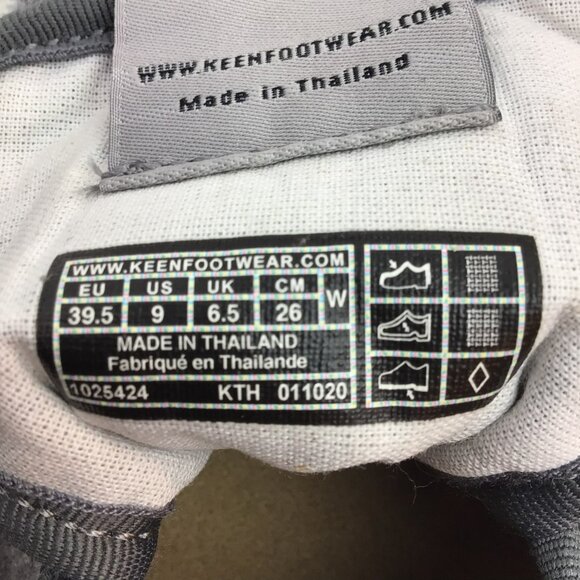 WWW.KEENFOOTWEAR.COM
Made in Thailand
WWW.KEENFOOTWEAR.COM
EU US UK CM W
39.5 9 6.5 26
MADE IN THAILAND
Fabriqué en Thaïlande
1025424 KTH 011020